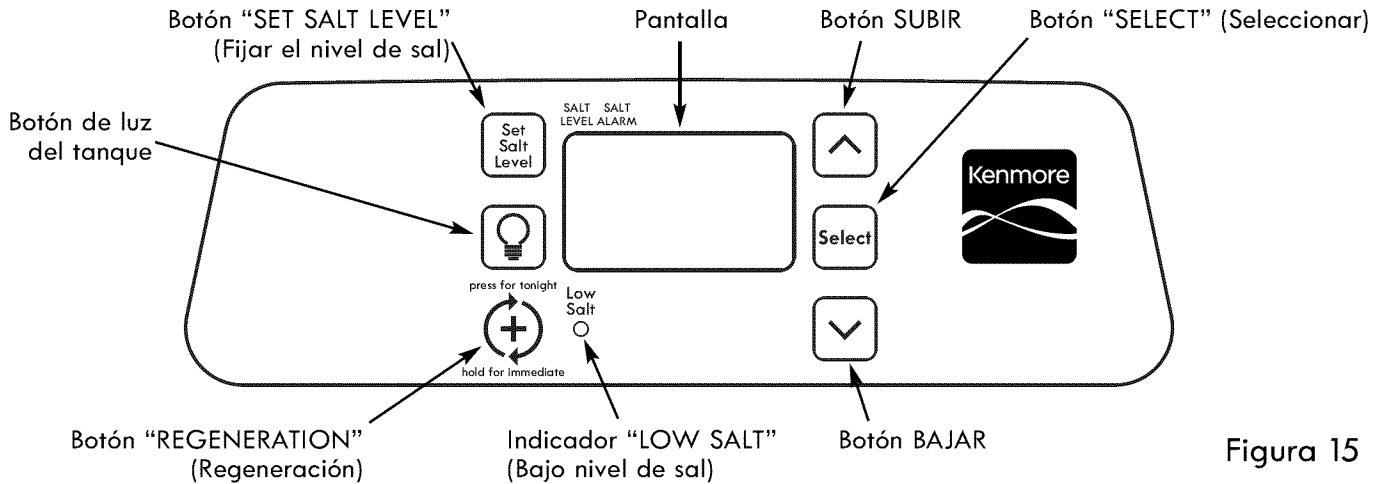 Botón “SET SALT LEVEL”
(Fijar el nivel de sal)
Pantalla
Botón SUBIR
Botón “SELECT” (Seleccionar)
Botón de luz
del tanque
Set
Salt
Level
SALT SALT
LEVEL ALARM
Kenmore
Select
press for tonight
Low
Salt
hold for immediate
Botón “REGENERATION”
(Regeneración)
Indicador “LOW SALT”
(Bajo nivel de sal)
Botón BAJAR
Figura 15